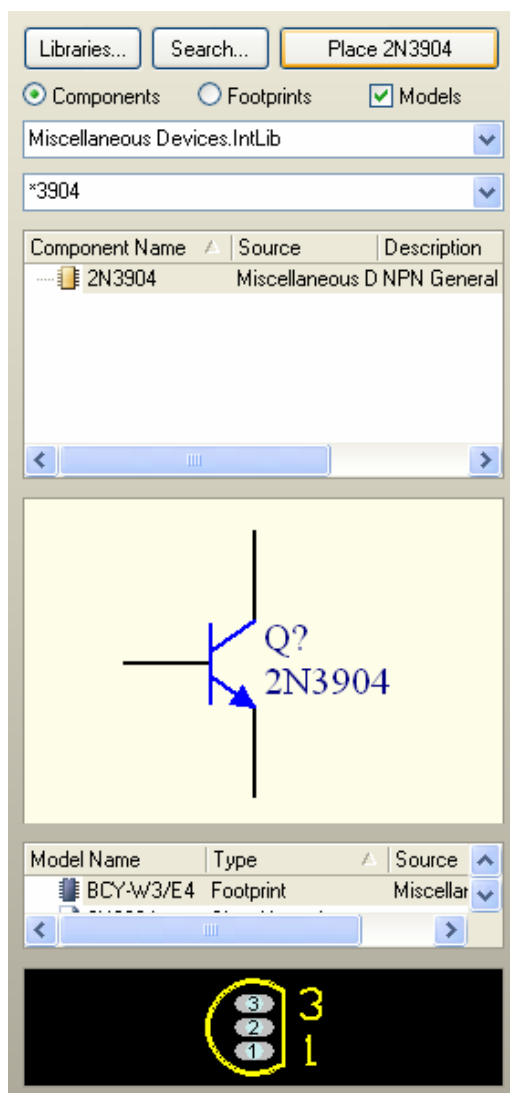 Libraries... Search... Place 2N3904
Components Footprints Models
Miscellaneous Devices.IntLib
*3904
Component Name Source Description
2N3904 Miscellaneous D NPN General
Q?
2N3904
Model Name Type Source
BCY-W3/E4 Footprint Miscellar
3 3
2
1 1